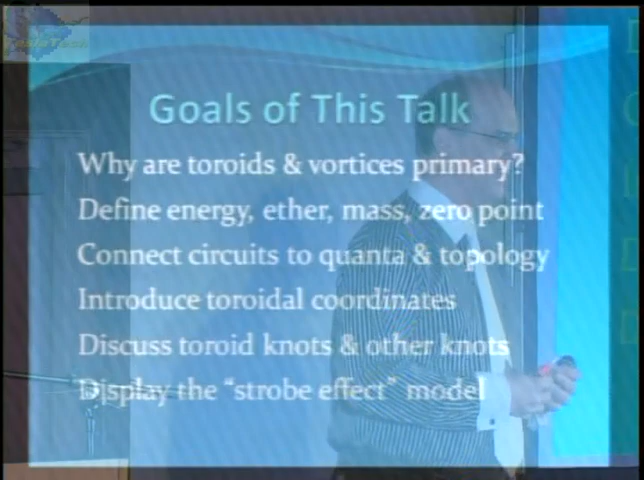 TeslaTech
Goals of This Talk
Why are toroids & vortices primary?
Define energy, ether, mass, zero point
Connect circuits to quanta & topology
Introduce toroidal coordinates
Discuss toroid knots & other knots
Display the “strobe effect” model